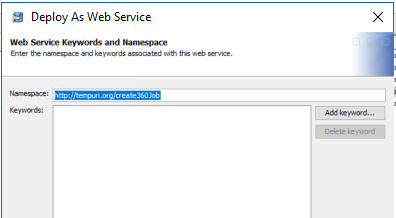 Deploy As Web Service
Web Service Keywords and Namespace
Enter the namespace and keywords associated with this web service.
Namespace: http://tempuri.org/create360Job
Keywords: Add keyword...
Delete keyword